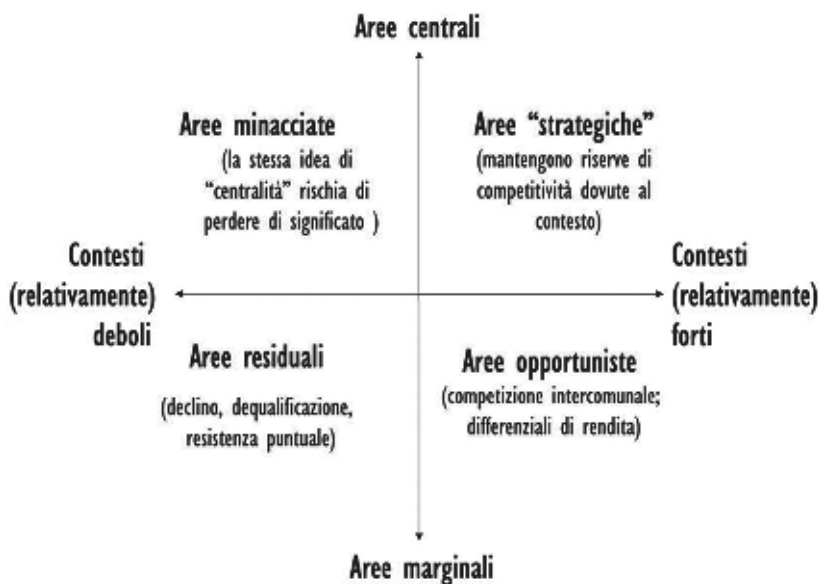 Aree centrali
Aree minacciate
(la stessa idea di
“centralità” rischia di
perdere di significato )
Aree “strategiche”
(mantengono riserve di
competitività dovute al
contesto)
Contesti
(relativamente)
deboli
Contesti
(relativamente)
forti
Aree residuali
(declino, dequalificazione,
resistenza puntuale)
Aree opportuniste
(competizione intercomunale;
differenziali di rendita)
Aree marginali